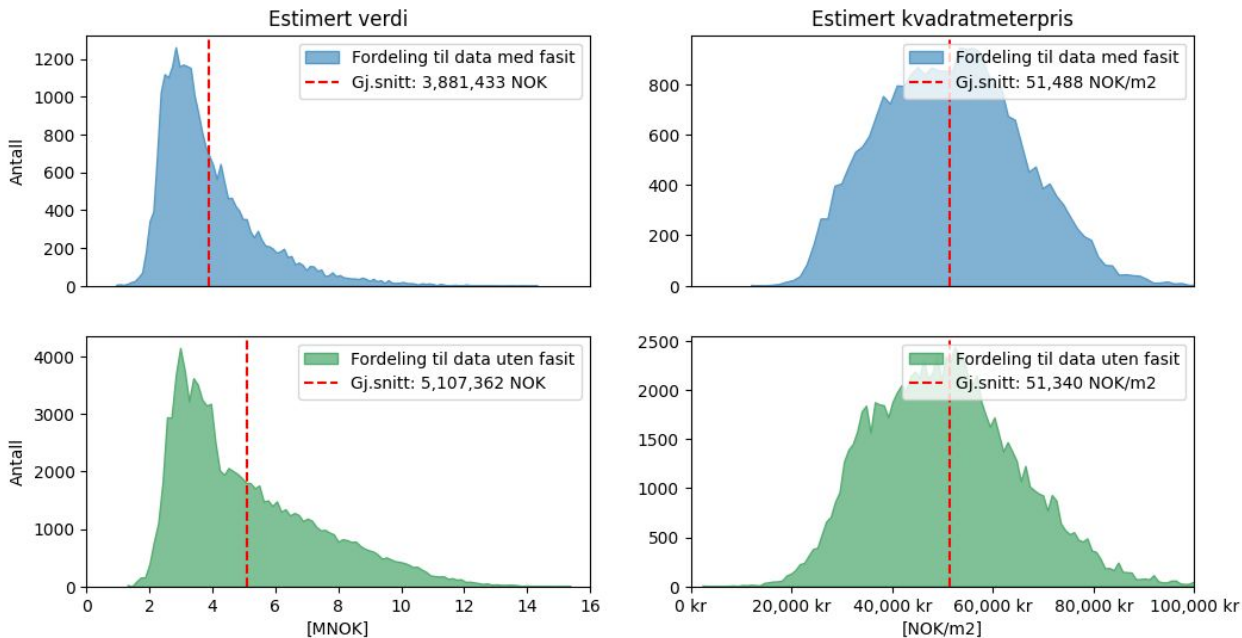 Estimert verdi
Estimert kvadratmeterpris
1200
1000
800
600
400
200
0
Antall
Fordeling til data med fasit
Gj.snitt: 3,881,433 NOK
800
600
400
200
0
Fordeling til data med fasit
Gj.snitt: 51,488 NOK/m2
4000
3000
2000
1000
0
Antall
Fordeling til data uten fasit
Gj.snitt: 5,107,362 NOK
0 2 4 6 8 10 12 14 16
[MNOK]
2500
2000
1500
1000
500
0
Fordeling til data uten fasit
Gj.snitt: 51,340 NOK/m2
0 kr 20,000 kr 40,000 kr 60,000 kr 80,000 kr 100,000 kr
[NOK/m2]